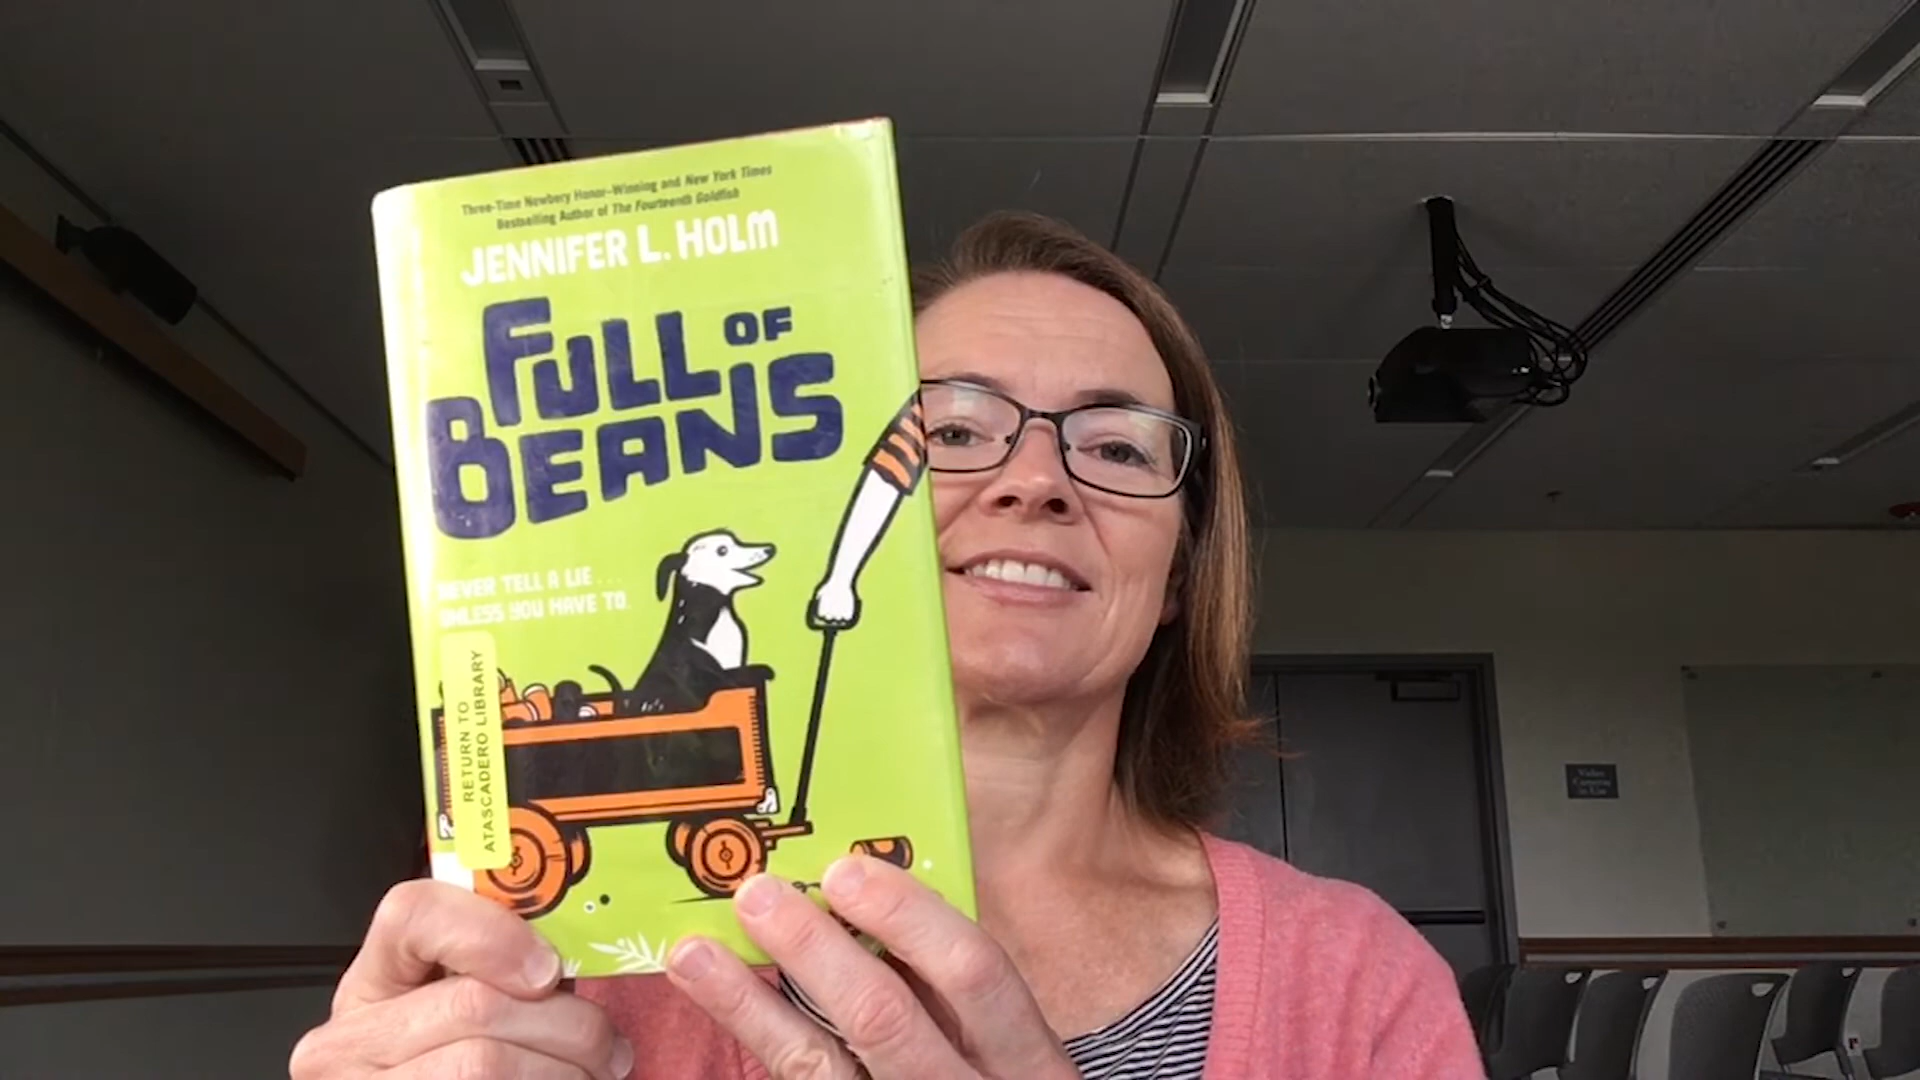 Three-Time Newbery Honor–Winning and New York Times
Bestselling Author of The Fourteenth Goldfish
JENNIFER L. HOLM
FULL OF
BEANS
NEVER TELL A LIE . . .
UNLESS YOU HAVE TO.
RETURN TO
ATASCADERO LIBRARY